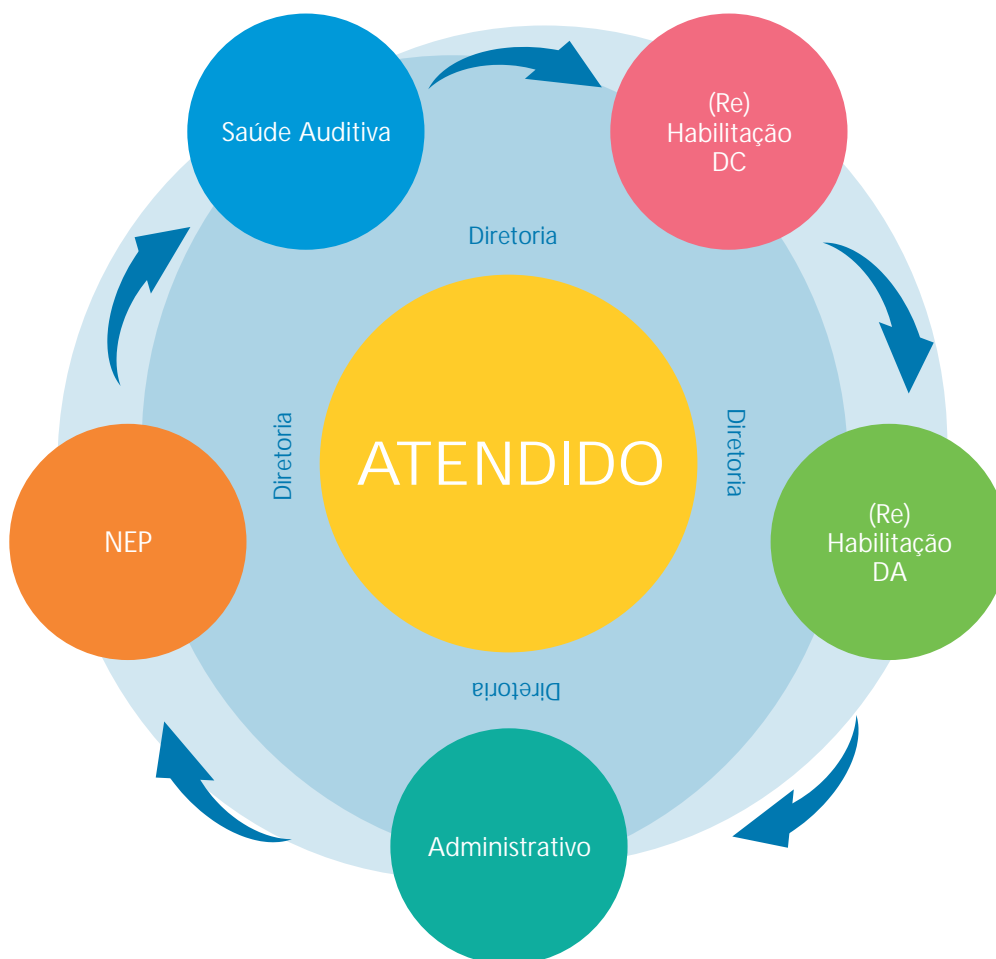 Saúde Auditiva
(Re)
Habilitação
DC
Diretoria
Diretoria
ATENDIDO
Diretoria
NEP
(Re)
Habilitação
DA
Diretoria
Administrativo